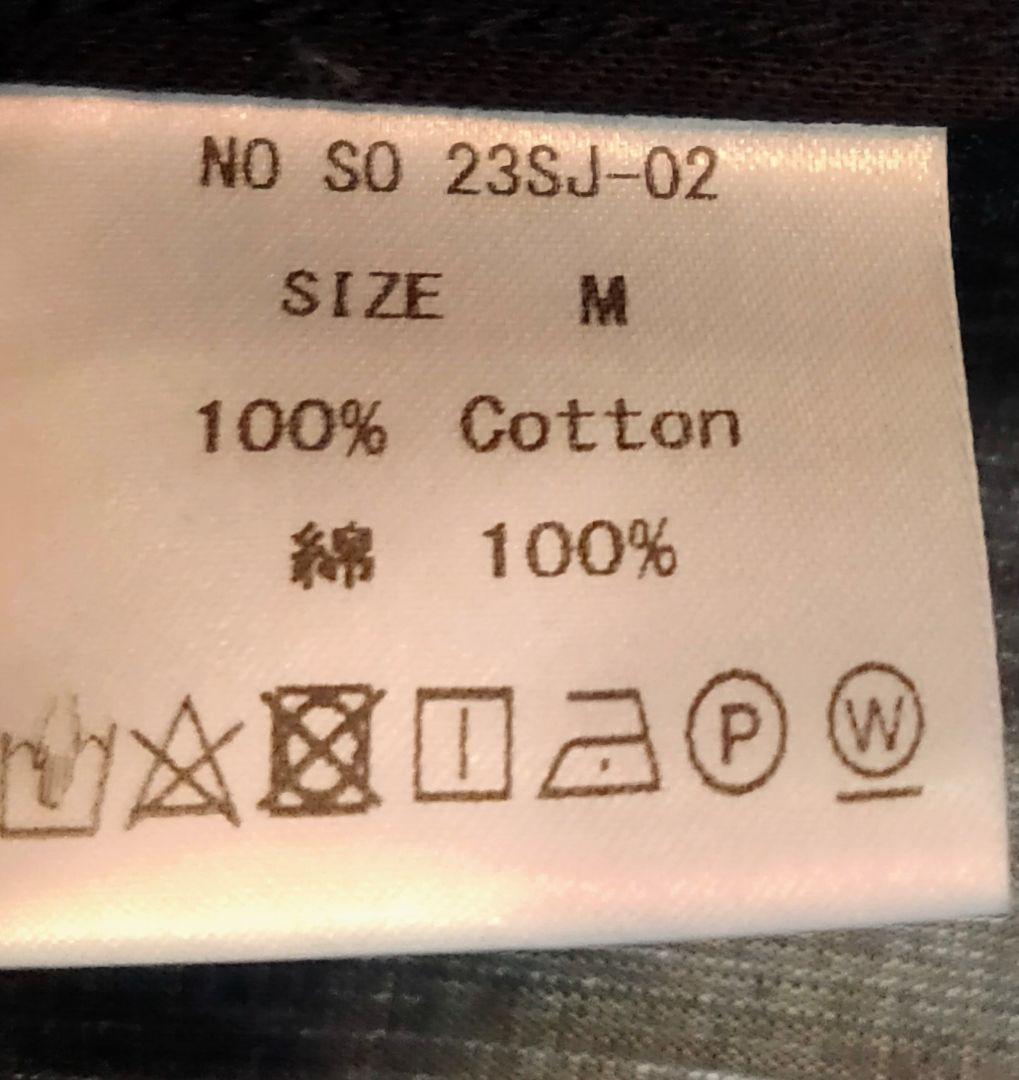 NO SO 23SJ-02
SIZE M
100% Cotton
綿 100%
P W